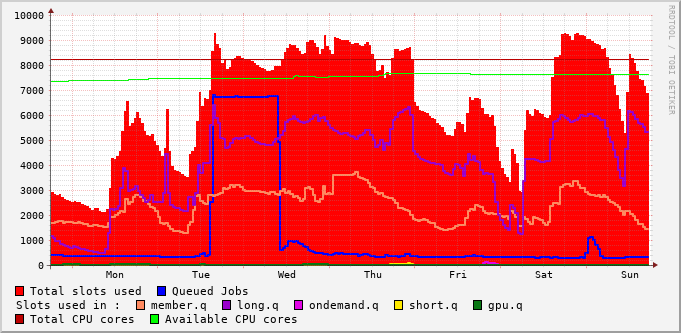 10000
9000
8000
7000
6000
5000
4000
3000
2000
1000
0
Mon Tue Wed Thu Fri Sat Sun
RRDTOOL / TOBI OETIKER
Total slots used Queued Jobs
Slots used in : member.q long.q ondemand.q short.q gpu.q
Total CPU cores Available CPU cores